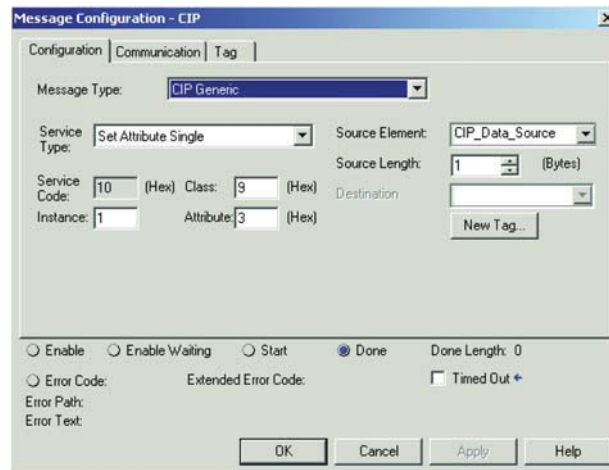 Message Configuration - CIP
Configuration Communication Tag
Message Type: CIP Generic
Service Type: Set Attribute Single
Source Element: CIP_Data_Source
Source Length: 1 (Bytes)
Service Code: 10 (Hex) Class: 9 (Hex)
Destination
Instance: 1 Attribute: 3 (Hex)
New Tag...
Enable Enable Waiting Start Done Done Length: 0
Error Code: Extended Error Code: Timed Out
Error Path:
Error Text:
OK Cancel Apply Help